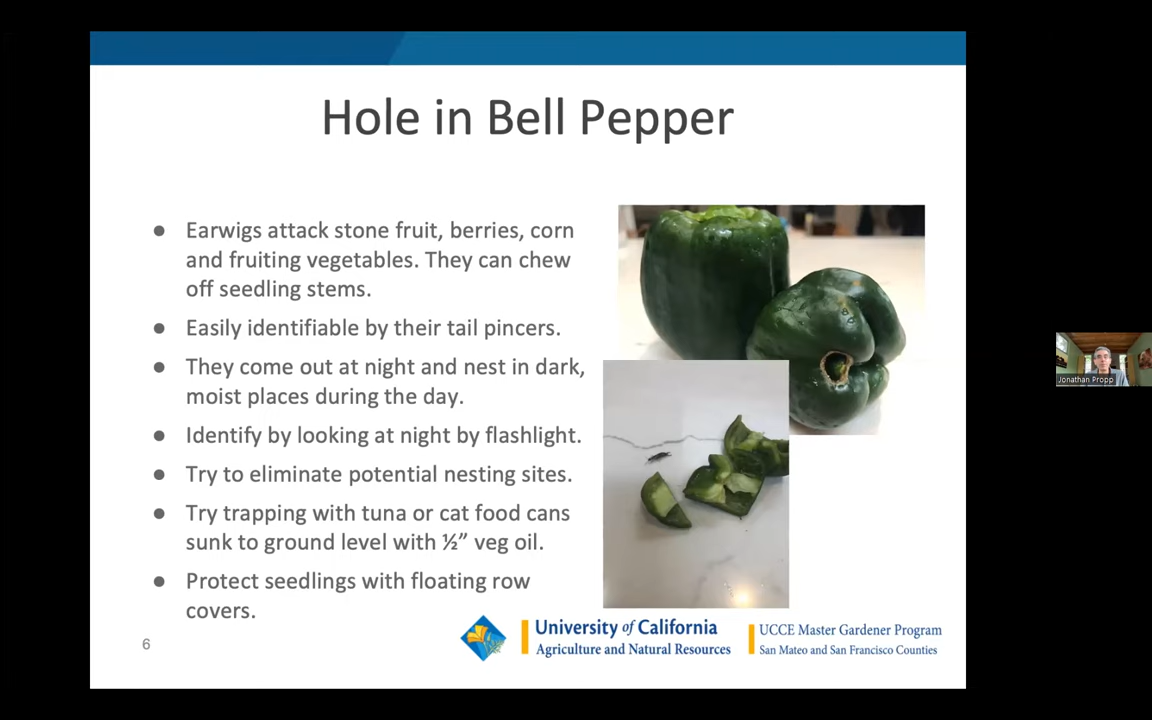 Hole in Bell Pepper
● Earwigs attack stone fruit, berries, corn
and fruiting vegetables. They can chew
off seedling stems.
● Easily identifiable by their tail pincers.
● They come out at night and nest in dark,
moist places during the day.
● Identify by looking at night by flashlight.
● Try to eliminate potential nesting sites.
● Try trapping with tuna or cat food cans
sunk to ground level with ½” veg oil.
● Protect seedlings with floating row
covers.
6
University of California
Agriculture and Natural Resources
UCCE Master Gardener Program
San Mateo and San Francisco Counties
Jonathan Propp